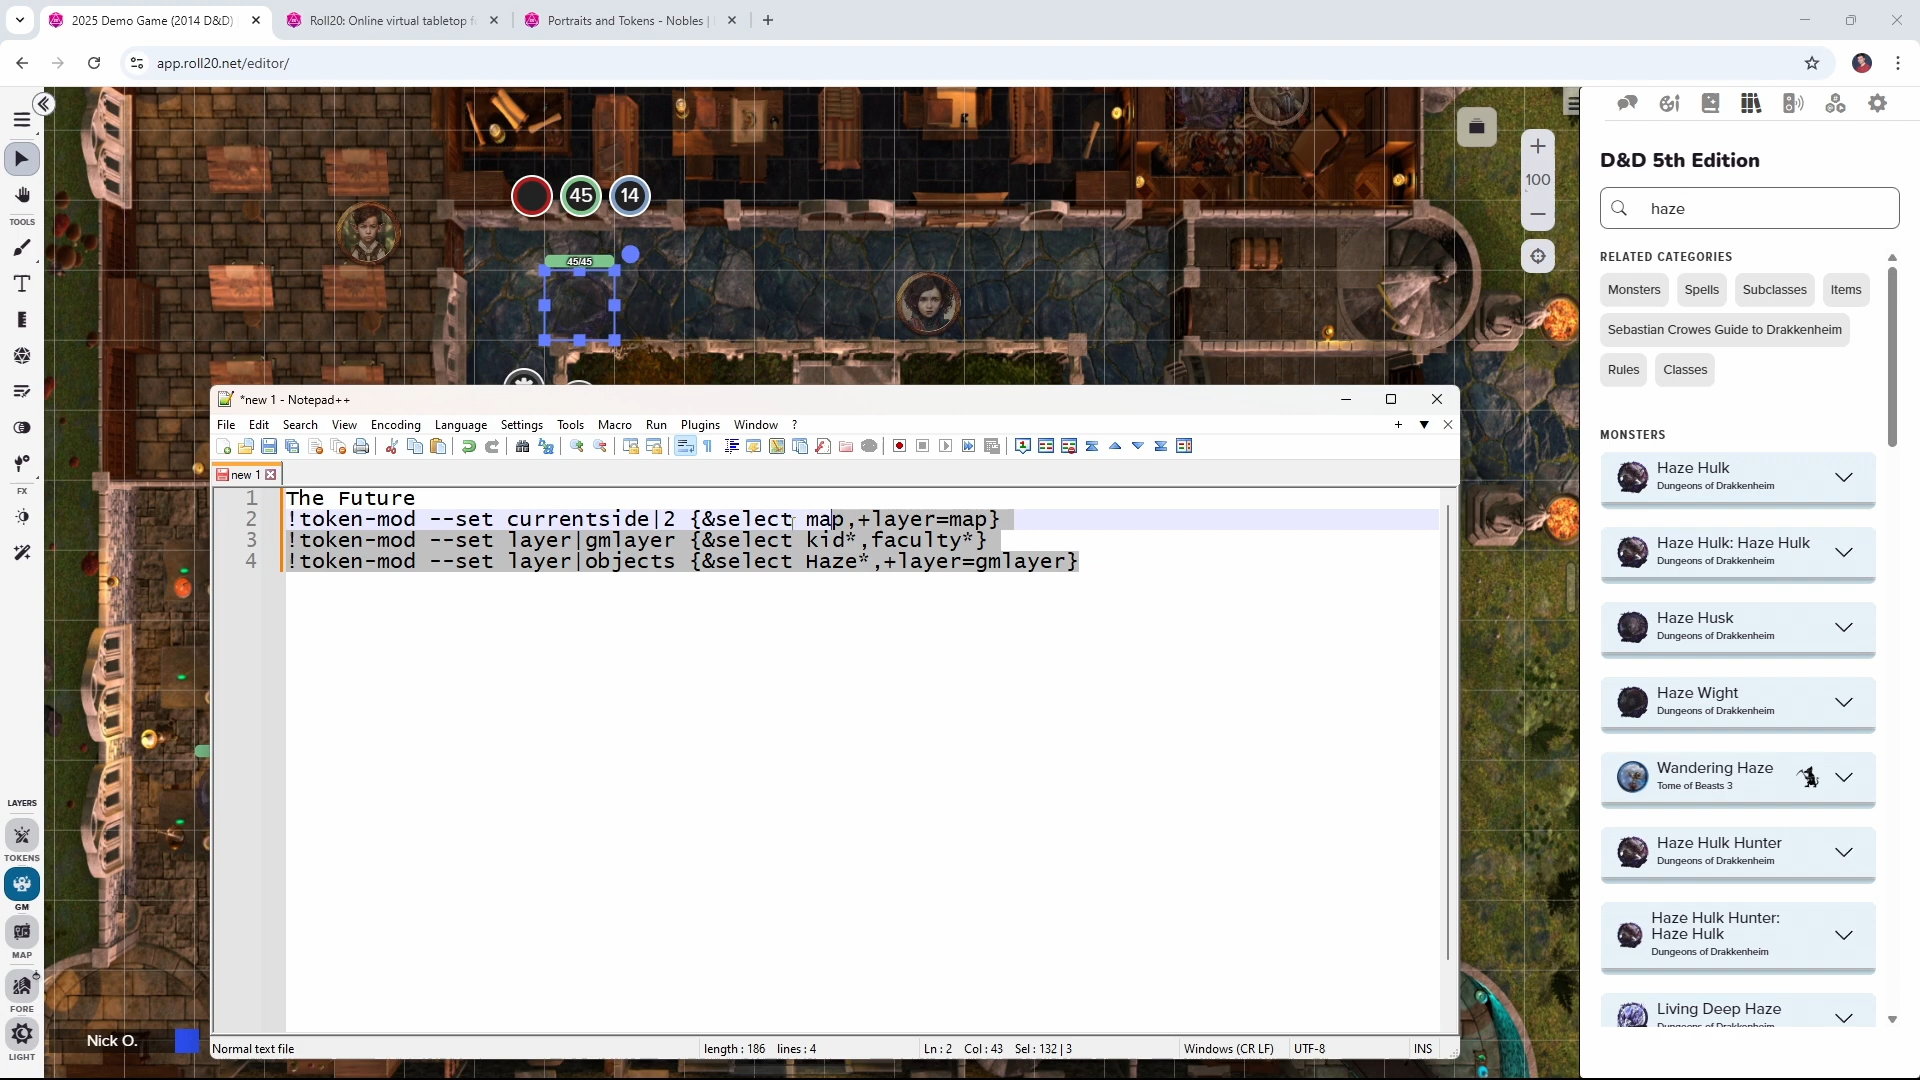 2025 Demo Game (2014 D&D)
Roll20: Online virtual tabletop f
Portraits and Tokens - Nobles |
app.roll20.net/editor/
TOOLS
FX
LAYERS
TOKENS
GM
MAP
FORE
LIGHT
45
14
45/45
100
Nick O.
*new 1 - Notepad++
File Edit Search View Encoding Language Settings Tools Macro Run Plugins Window ?
new 1
1 The Future
2 !token-mod --set currentside|2 {&select map,+layer=map}
3 !token-mod --set layer|gmlayer {&select kid*,faculty*}
4 !token-mod --set layer|objects {&select Haze*,+layer=gmlayer}
Normal text file length : 186 lines : 4 Ln : 2 Col : 43 Sel : 132 | 3 Windows (CR LF) UTF-8 INS
D&D 5th Edition
haze
RELATED CATEGORIES
Monsters Spells Subclasses Items
Sebastian Crowes Guide to Drakkenheim
Rules Classes
MONSTERS
Haze Hulk
Dungeons of Drakkenheim
Haze Hulk: Haze Hulk
Dungeons of Drakkenheim
Haze Husk
Dungeons of Drakkenheim
Haze Wight
Dungeons of Drakkenheim
Wandering Haze
Tome of Beasts 3
Haze Hulk Hunter
Dungeons of Drakkenheim
Haze Hulk Hunter:
Haze Hulk
Dungeons of Drakkenheim
Living Deep Haze
Dungeons of Drakkenheim